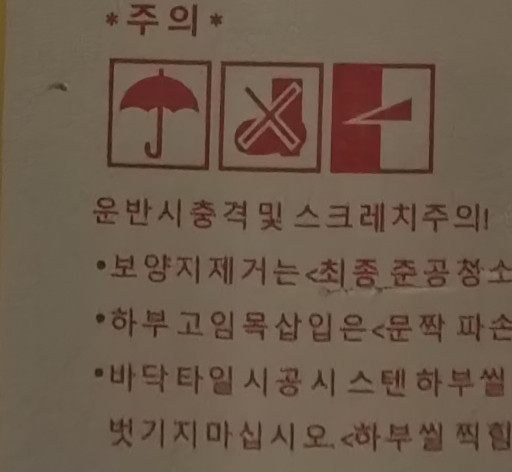 *주의*
운반시충격및 스크레치주의!
•보양지제거는<최종 준공청소
•하부고임목삽입은<문짝 파손
•바닥타일시공시 스텐하부씰
벗기지마십시오.<하부씰 찍힘